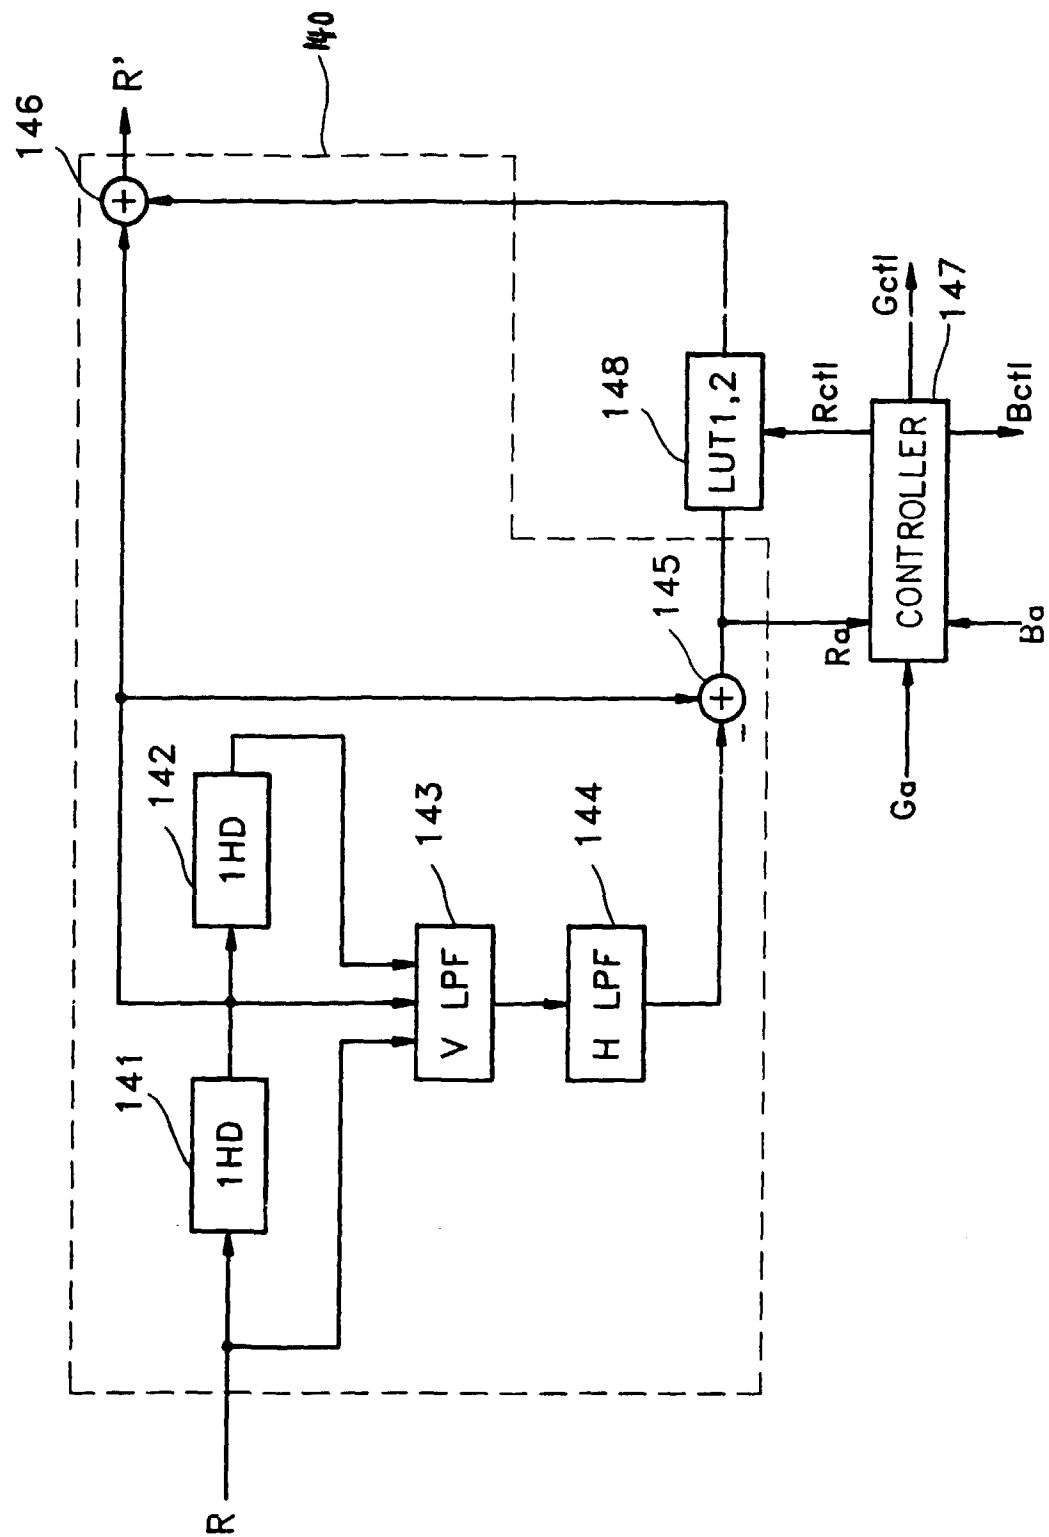 R
141
1HD
142
1HD
146
R'
140
V LPF
143
H LPF
144
145
-
148
LUT1,2
Ra
Rctl
Ga
CONTROLLER
Gctl
147
Ba
Bctl